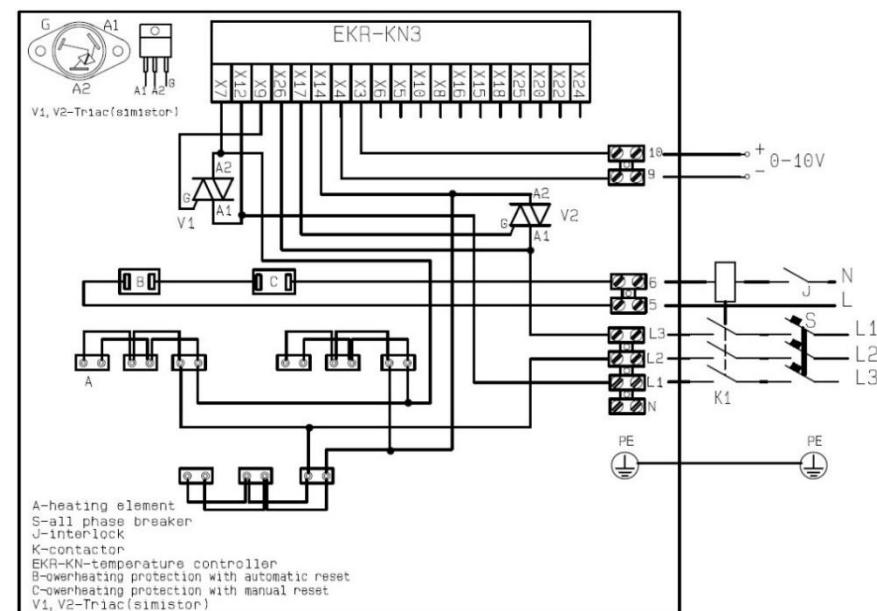 EKR-KN3
X7 X12 X9 X26 X17 X14 X4 X3 X6 X5 X10 X8 X16 X15 X18 X25 X20 X22 X24
G A1
A2
A1 A2 G
V1, V2-Triac(simistor)
A2
G
A1
V1
A2
G
A1
V2
10
9
+
0-10V
-
B
C
6
5
J
N
L
L3
L2
L1
N
S
L1
L2
L3
K1
A
PE
PE
A-heating element
S-all phase breaker
J-interlock
K-contactor
EKR-KN-temperature controller
B-owerheating protection with automatic reset
C-owerheating protection with manual reset
V1, V2-Triac(simistor)